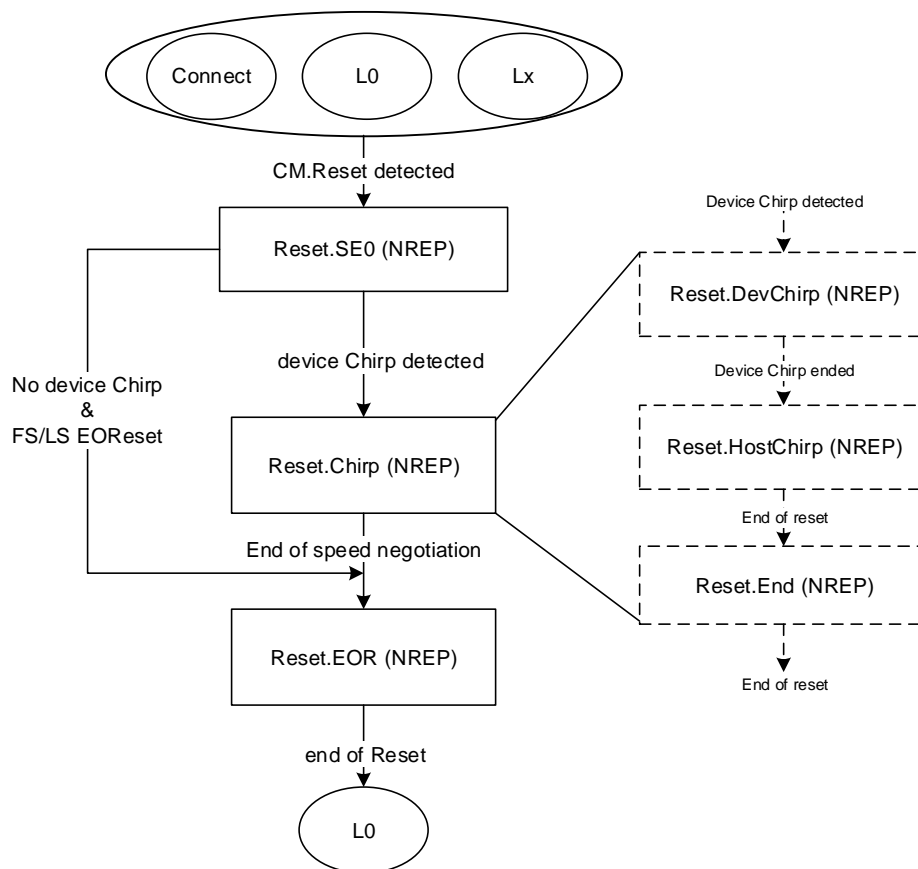 Connect
L0
Lx
CM.Reset detected
Reset.SE0 (NREP)
device Chirp detected
No device Chirp
&
FS/LS EOReset
Reset.Chirp (NREP)
End of speed negotiation
Reset.EOR (NREP)
end of Reset
L0
Device Chirp detected
Reset.DevChirp (NREP)
Device Chirp ended
Reset.HostChirp (NREP)
End of reset
Reset.End (NREP)
End of reset